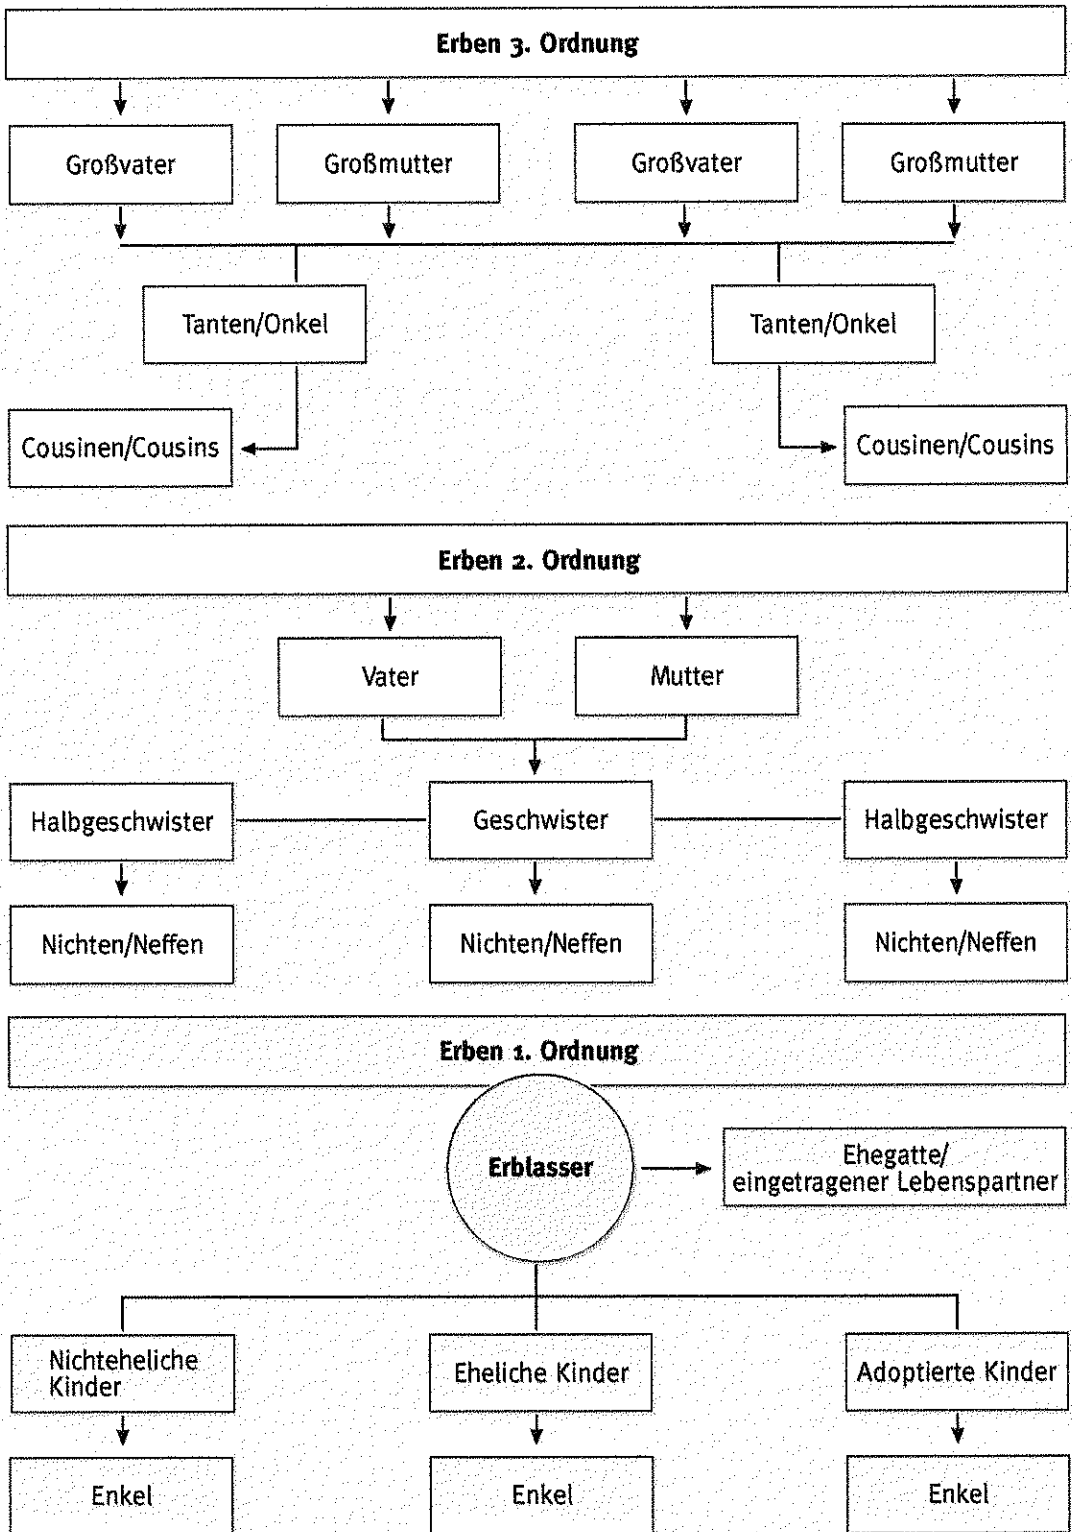 Erben 3. Ordnung
Großvater
Großmutter
Großvater
Großmutter
Tanten/Onkel
Tanten/Onkel
Cousinen/Cousins
Cousinen/Cousins
Erben 2. Ordnung
Vater
Mutter
Halbgeschwister
Geschwister
Halbgeschwister
Nichten/Neffen
Nichten/Neffen
Nichten/Neffen
Erben 1. Ordnung
Erblasser
Ehegatte/
eingetragener Lebenspartner
Nichteheliche
Kinder
Eheliche Kinder
Adoptierte Kinder
Enkel
Enkel
Enkel